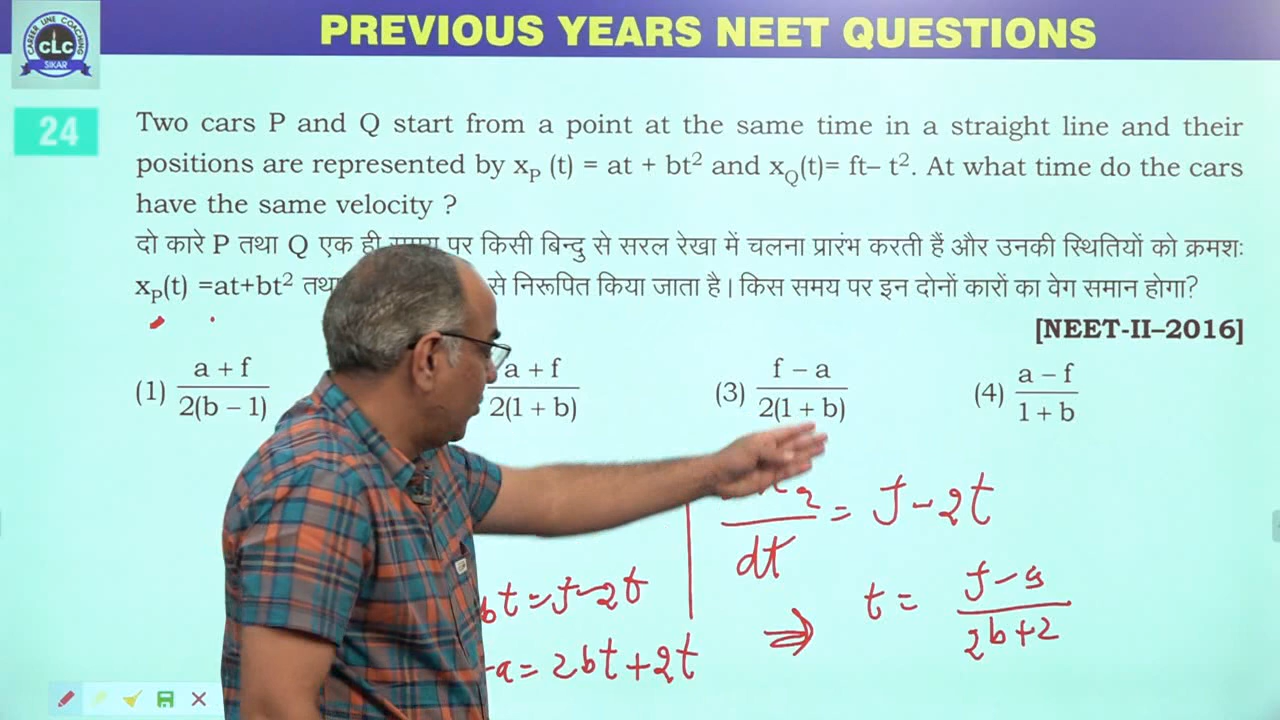 PREVIOUS YEARS NEET QUESTIONS
CAREER LINE COACHING
CLC
SIKAR
24
Two cars P and Q start from a point at the same time in a straight line and their
positions are represented by x_P (t) = at + bt² and x_Q(t)= ft– t². At what time do the cars
have the same velocity ?
दो कारे P तथा Q एक ही समय पर किसी बिन्दु से सरल रेखा में चलना प्रारंभ करती हैं और उनकी स्थितियों को क्रमशः
x_P(t) =at+bt² तथा से निरूपित किया जाता है। किस समय पर इन दोनों कारों का वेग समान होगा?
[NEET-II–2016]
(1) (a + f)/(2(b – 1)) (a + f)/(2(1 + b)) (3) (f – a)/(2(1 + b)) (4) (a – f)/(1 + b)
/dt = f – 2t
bt = f – 2t
⇒ t = (f – a)/(2b + 2)
-a = 2bt + 2t